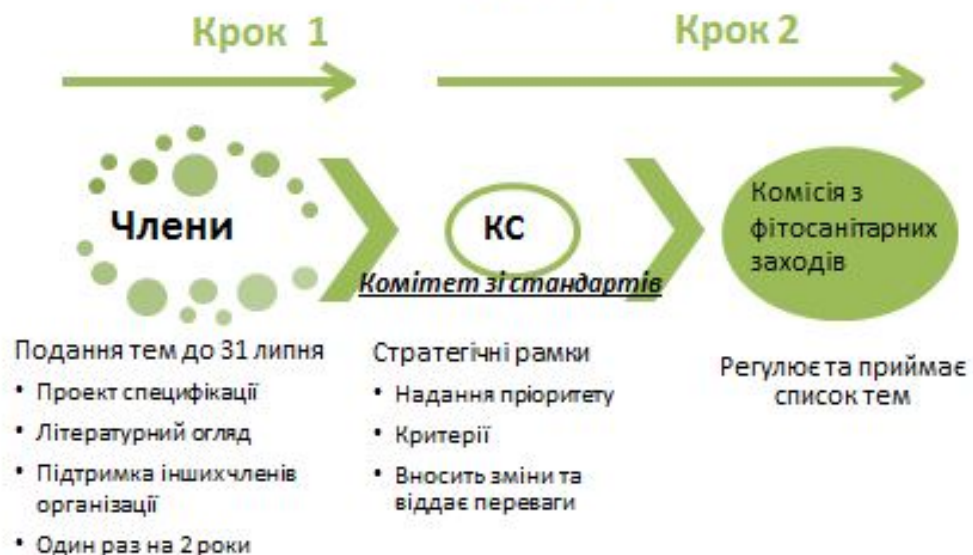 Крок 1
Крок 2
Члени
КС
Комітет зі стандартів
Комісія з
фітосанітарних
заходів
Подання тем до 31 липня
• Проект специфікації
• Літературний огляд
• Підтримка інших членів
організації
• Один раз на 2 роки
Стратегічні рамки
• Надання пріоритету
• Критерії
• Вносить зміни та
віддає переваги
Регулює та приймає
список тем